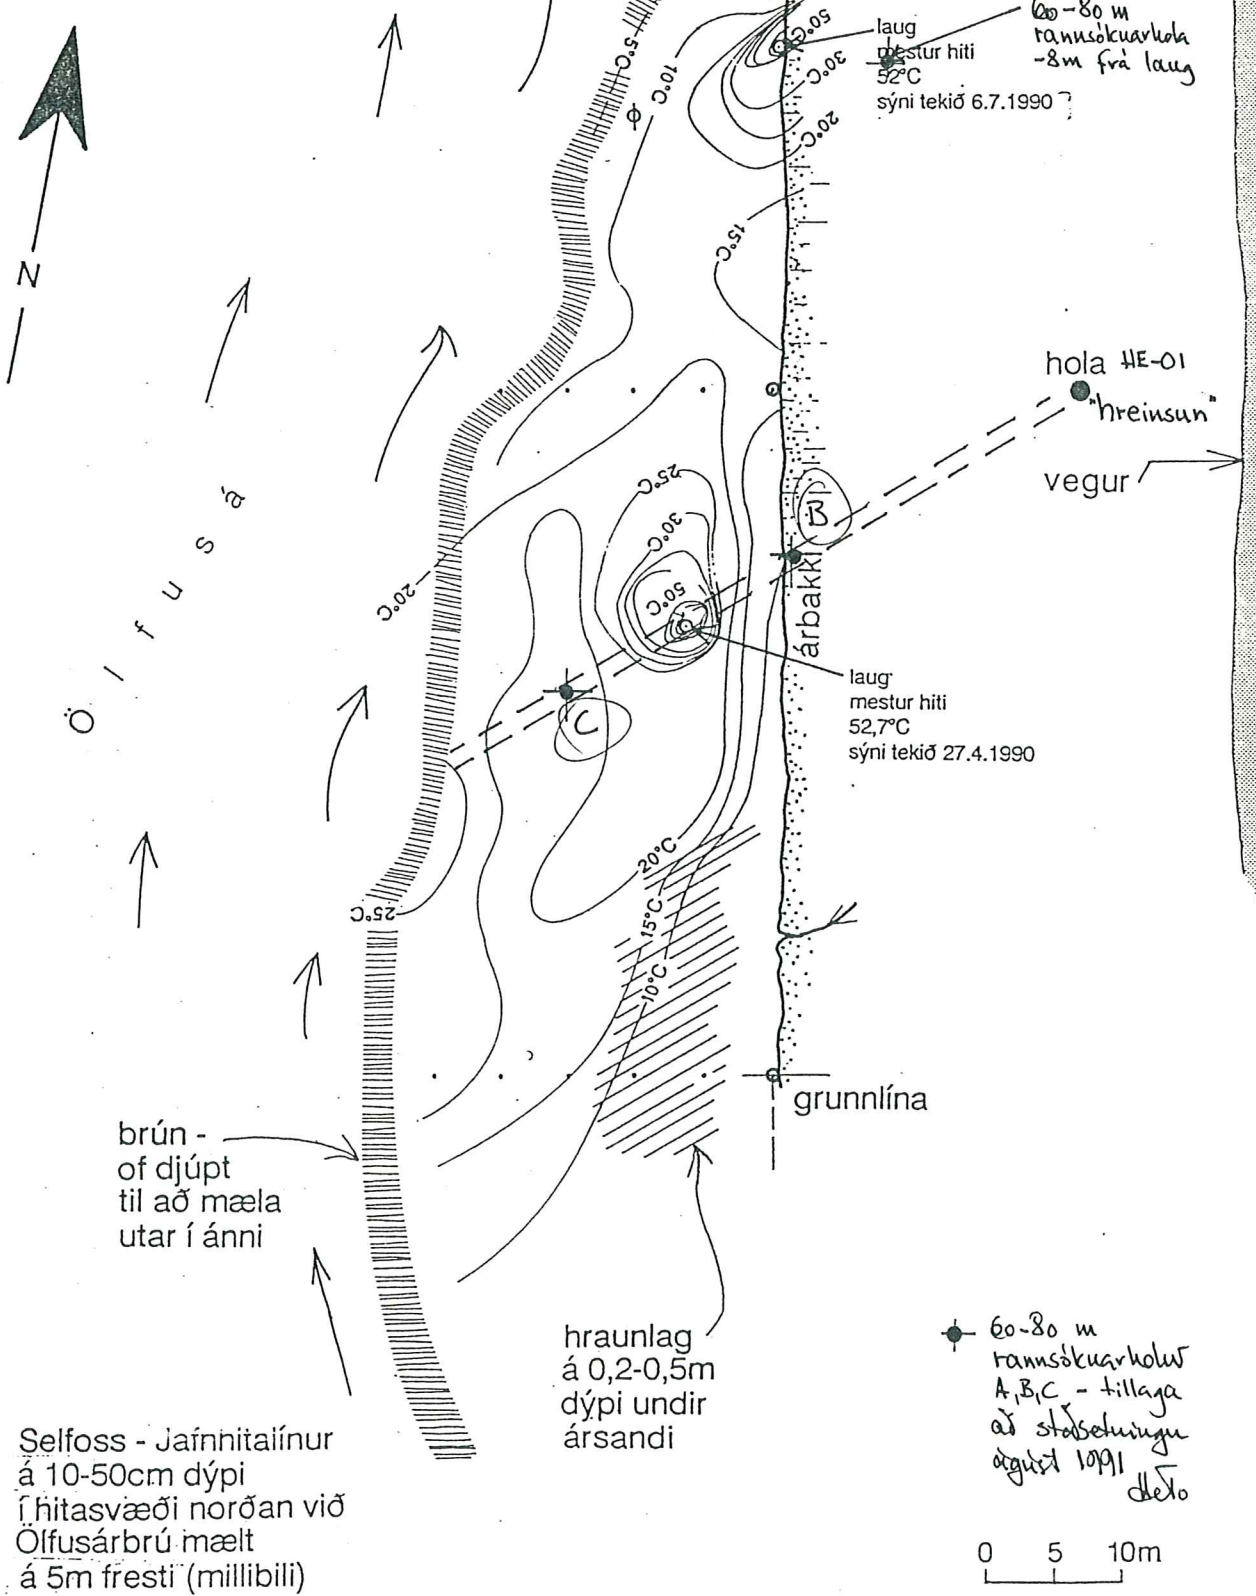 60-80 m
rannsóknarhola
~8m frá laug
laug
mestur hiti
52°C
sýni tekið 6.7.1990
5°C
10°C
50°C
30°C
20°C
15°C
N
hola HE-01
"hreinsun"
vegur
Ölfusá
25°C
30°C
50°C
20°C
B
árbakki
laug
mestur hiti
52,7°C
sýni tekið 27.4.1990
C
20°C
25°C
15°C
10°C
grunnlína
brún -
of djúpt
til að mæla
utar í ánni
hraunlag
á 0,2-0,5m
dýpi undir
ársandi
60-80 m
rannsóknarholur
A,B,C - tillaga
að staðsetningu
ágúst 1991
Selfoss - Jafnhitalínur
á 10-50cm dýpi
í hitasvæði norðan við
Ölfusárbrú mælt
á 5m fresti (millibili)
0 5 10m